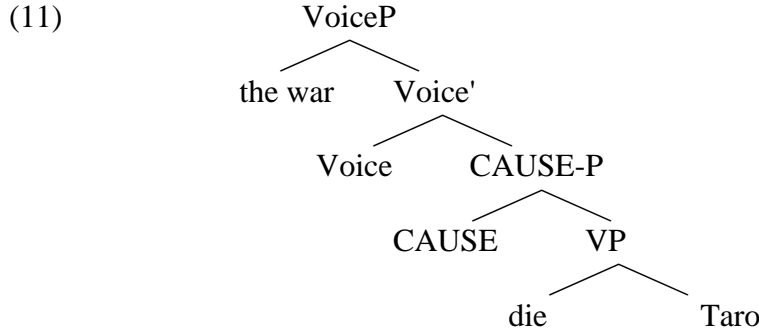 (11) VoiceP
the war Voice'
Voice CAUSE-P
CAUSE VP
die Taro